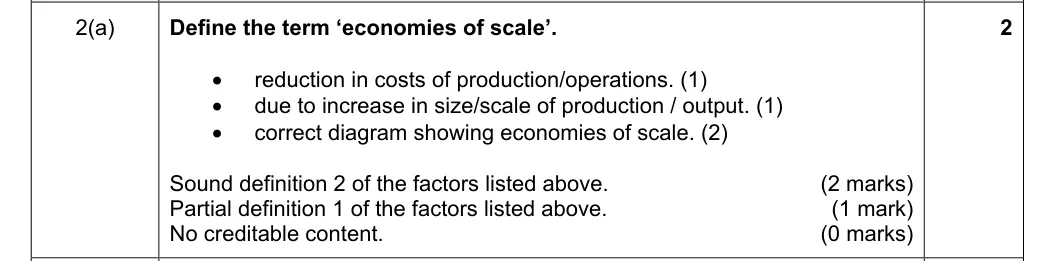 2(a) Define the term ‘economies of scale’. 2
• reduction in costs of production/operations. (1)
• due to increase in size/scale of production / output. (1)
• correct diagram showing economies of scale. (2)
Sound definition 2 of the factors listed above. (2 marks)
Partial definition 1 of the factors listed above. (1 mark)
No creditable content. (0 marks)